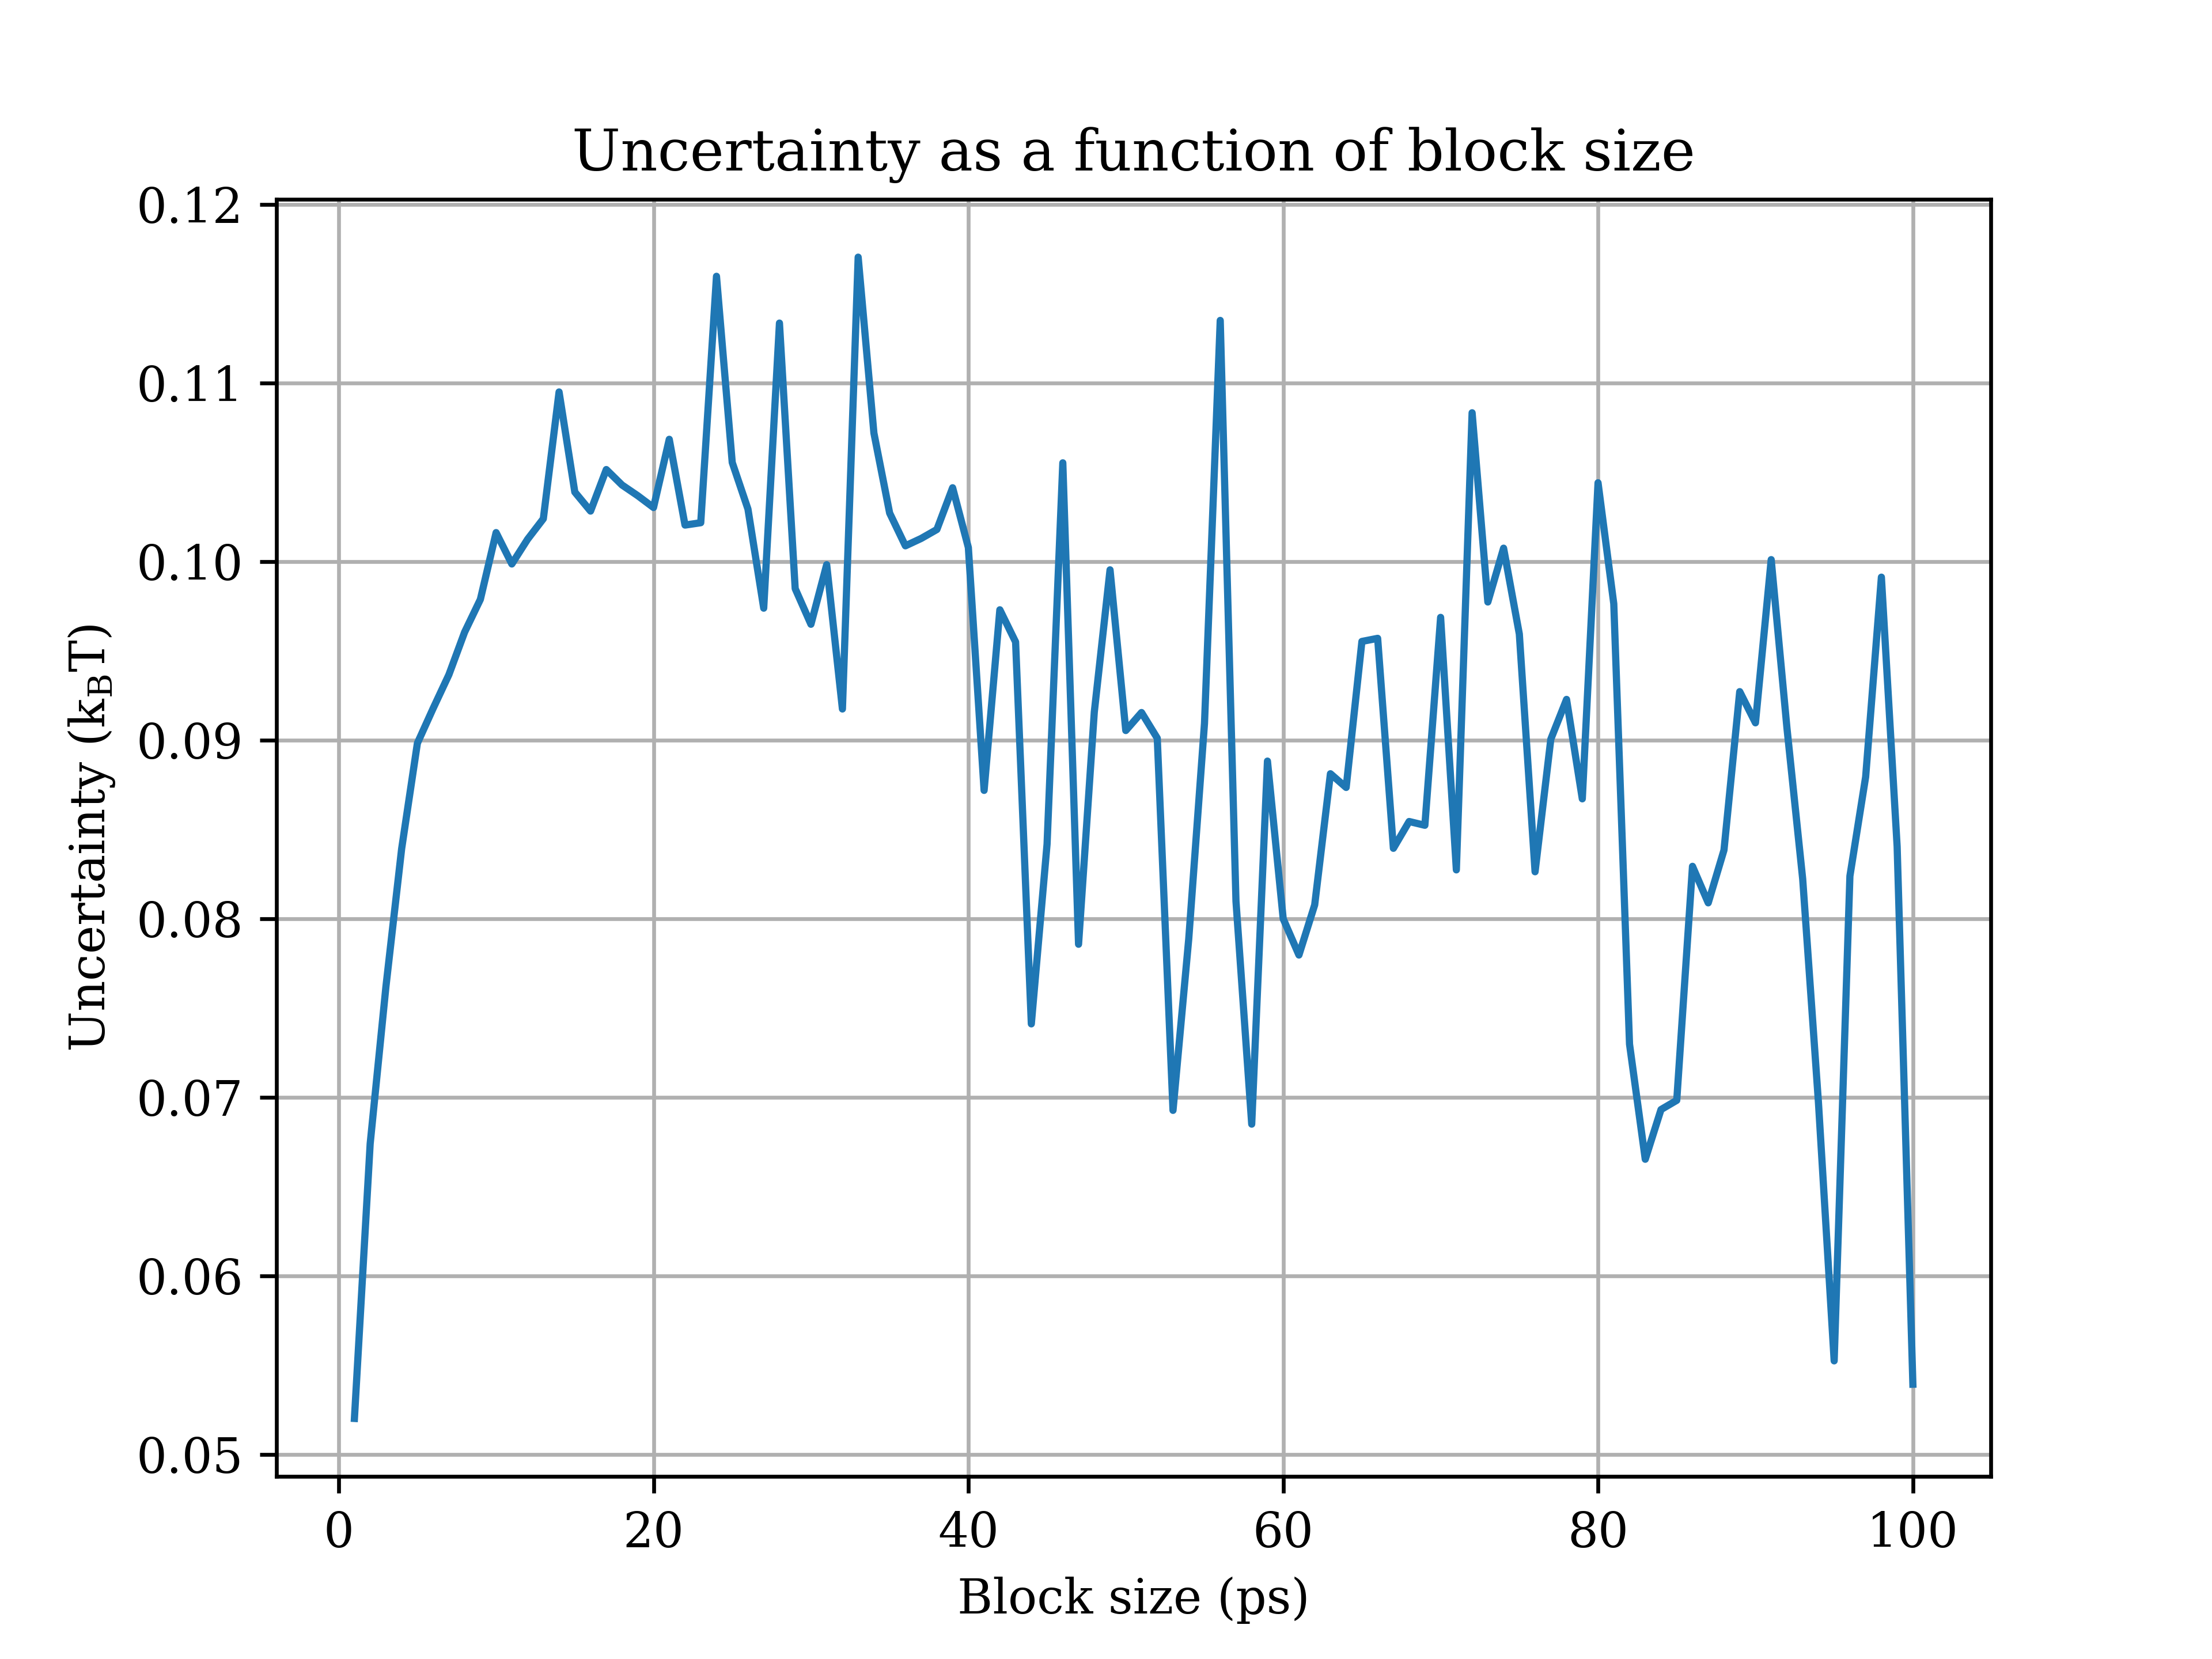 Uncertainty as a function of block size
0.12
0.11
0.10
0.09
0.08
0.07
0.06
0.05
Uncertainty (k_BT)
0 20 40 60 80 100
Block size (ps)